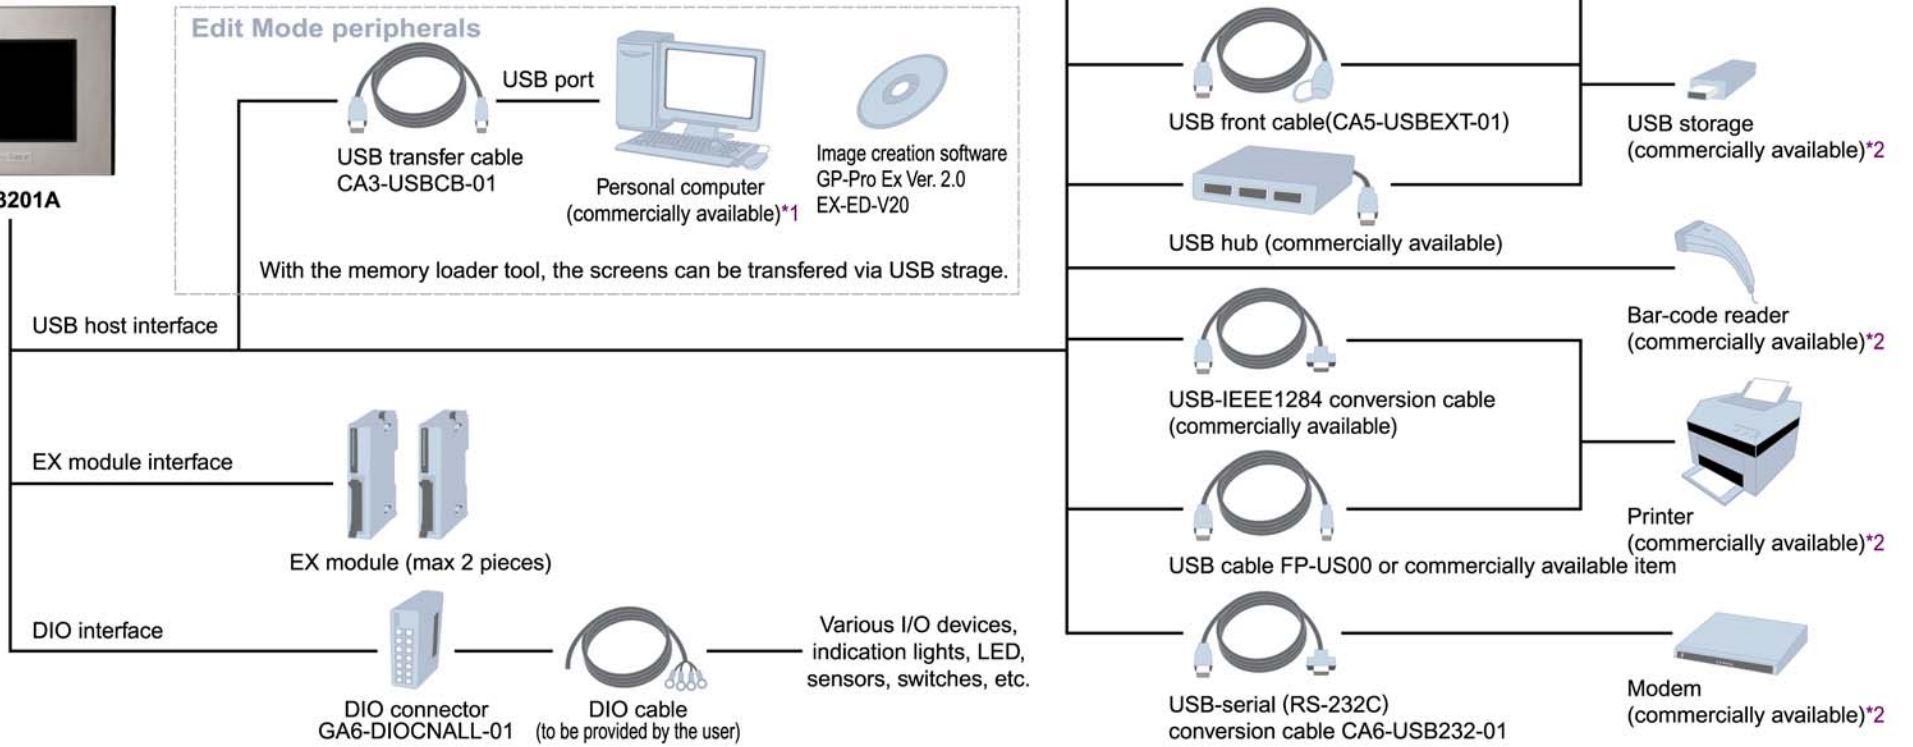 Edit Mode peripherals
USB port
USB transfer cable
CA3-USBCB-01
Personal computer
(commercially available)*1
Image creation software
GP-Pro Ex Ver. 2.0
EX-ED-V20
With the memory loader tool, the screens can be transfered via USB strage.
3201A
USB host interface
EX module interface
EX module (max 2 pieces)
DIO interface
DIO connector
GA6-DIOCNALL-01
DIO cable
(to be provided by the user)
Various I/O devices,
indication lights, LED,
sensors, switches, etc.
USB front cable(CA5-USBEXT-01)
USB storage
(commercially available)*2
USB hub (commercially available)
Bar-code reader
(commercially available)*2
USB-IEEE1284 conversion cable
(commercially available)
Printer
(commercially available)*2
USB cable FP-US00 or commercially available item
USB-serial (RS-232C)
conversion cable CA6-USB232-01
Modem
(commercially available)*2